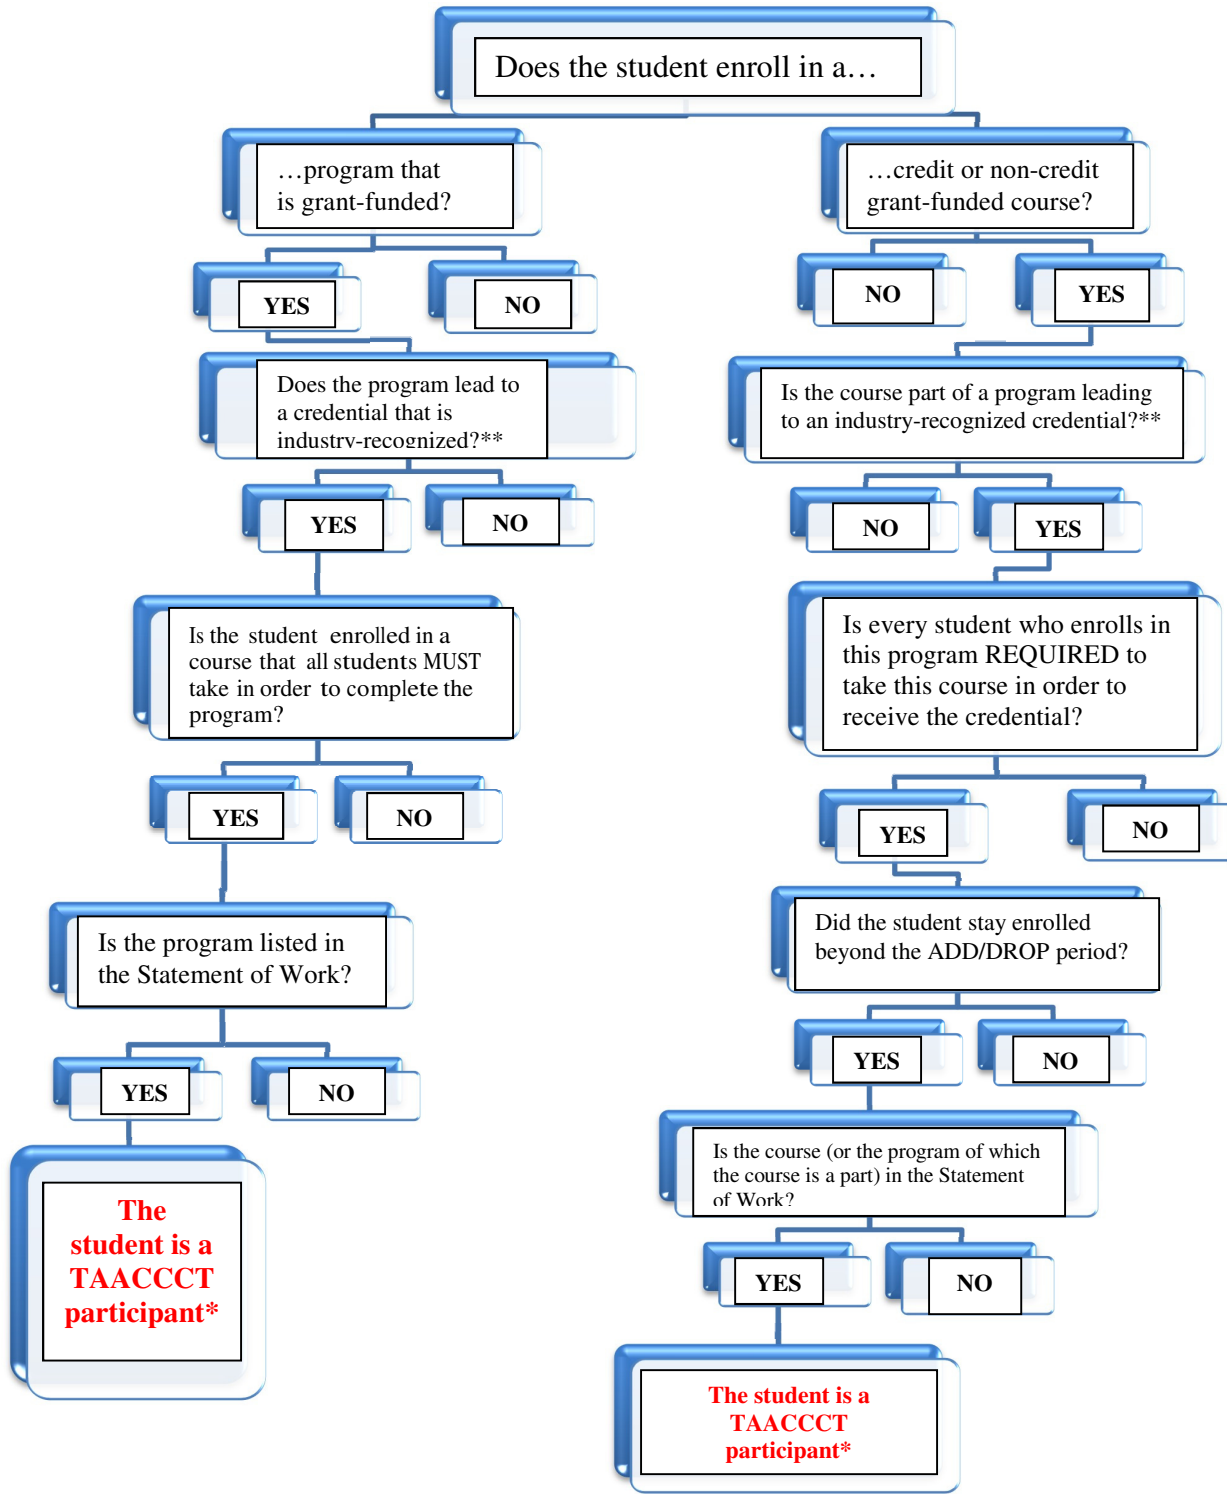 Does the student enroll in a…
…program that
is grant-funded?
…credit or non-credit
grant-funded course?
YES
NO
NO
YES
Does the program lead to
a credential that is
industry-recognized?**
Is the course part of a program leading
to an industry-recognized credential?**
YES
NO
NO
YES
Is the student enrolled in a
course that all students MUST
take in order to complete the
program?
Is every student who enrolls in
this program REQUIRED to
take this course in order to
receive the credential?
YES
NO
YES
NO
Is the program listed in
the Statement of Work?
Did the student stay enrolled
beyond the ADD/DROP period?
YES
NO
YES
NO
Is the course (or the program of which
the course is a part) in the Statement
of Work?
The
student is a
TAACCCT
participant*
YES
NO
The student is a
TAACCCT
participant*